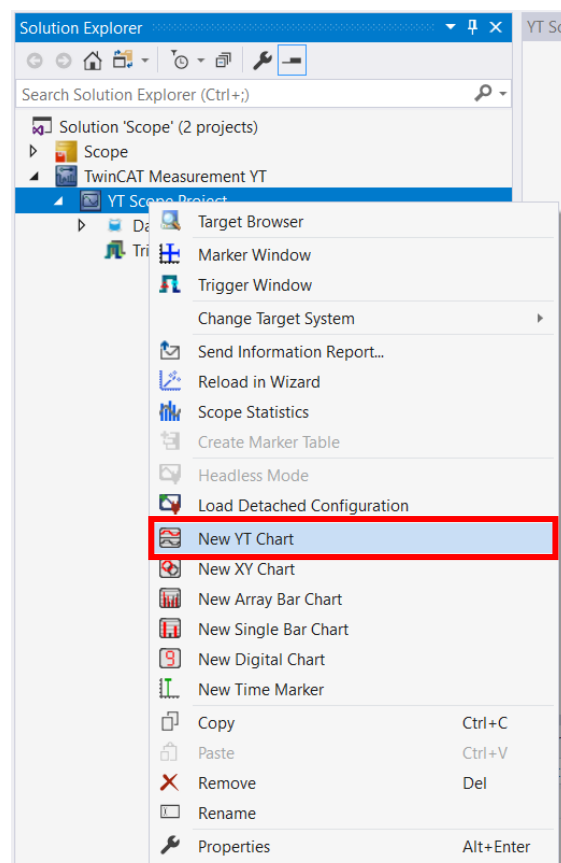 Solution Explorer
YT Sc
Search Solution Explorer (Ctrl+;)
Solution 'Scope' (2 projects)
Scope
TwinCAT Measurement YT
YT Scope Project
Da
Tri
Target Browser
Marker Window
Trigger Window
Change Target System
Send Information Report...
Reload in Wizard
Scope Statistics
Create Marker Table
Headless Mode
Load Detached Configuration
New YT Chart
New XY Chart
New Array Bar Chart
New Single Bar Chart
New Digital Chart
New Time Marker
Copy Ctrl+C
Paste Ctrl+V
Remove Del
Rename
Properties Alt+Enter